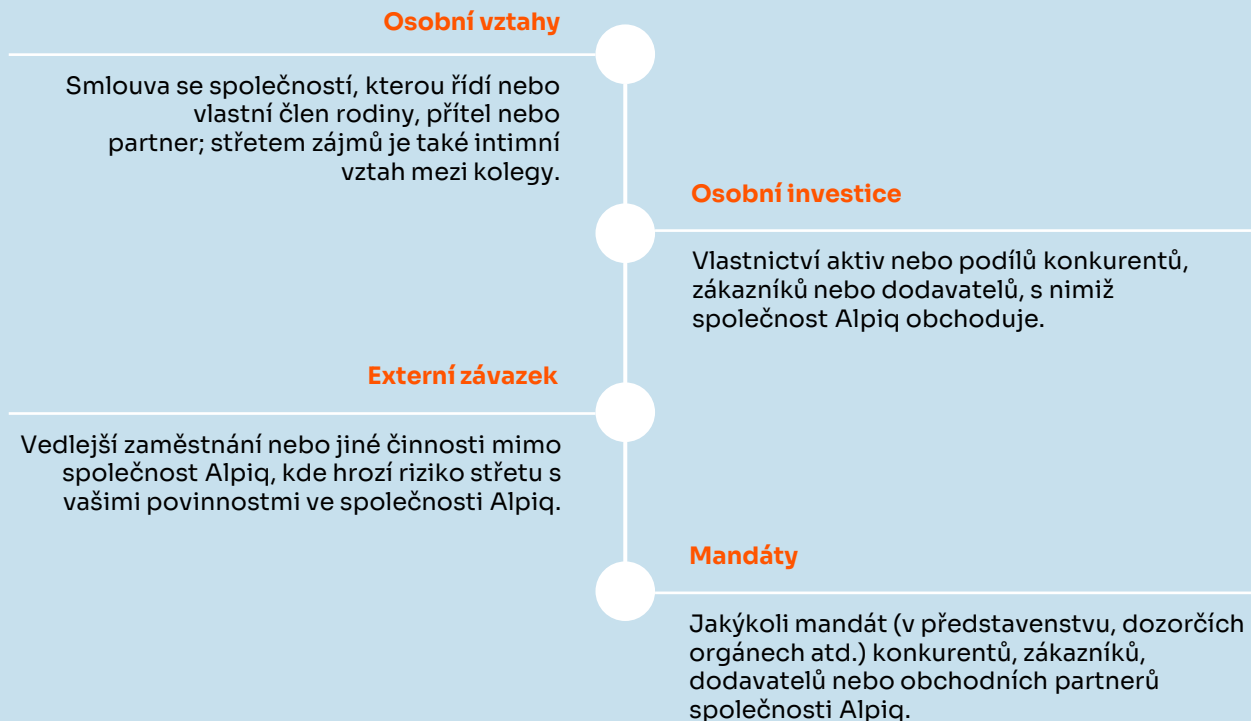 Osobní vztahy
Smlouva se společností, kterou řídí nebo
vlastní člen rodiny, přítel nebo
partner; střetem zájmů je také intimní
vztah mezi kolegy.
Osobní investice
Vlastnictví aktiv nebo podílů konkurentů,
zákazníků nebo dodavatelů, s nimiž
společnost Alpiq obchoduje.
Externí závazek
Vedlejší zaměstnání nebo jiné činnosti mimo
společnost Alpiq, kde hrozí riziko střetu s
vašimi povinnostmi ve společnosti Alpiq.
Mandáty
Jakýkoli mandát (v představenstvu, dozorčích
orgánech atd.) konkurentů, zákazníků,
dodavatelů nebo obchodních partnerů
společnosti Alpiq.